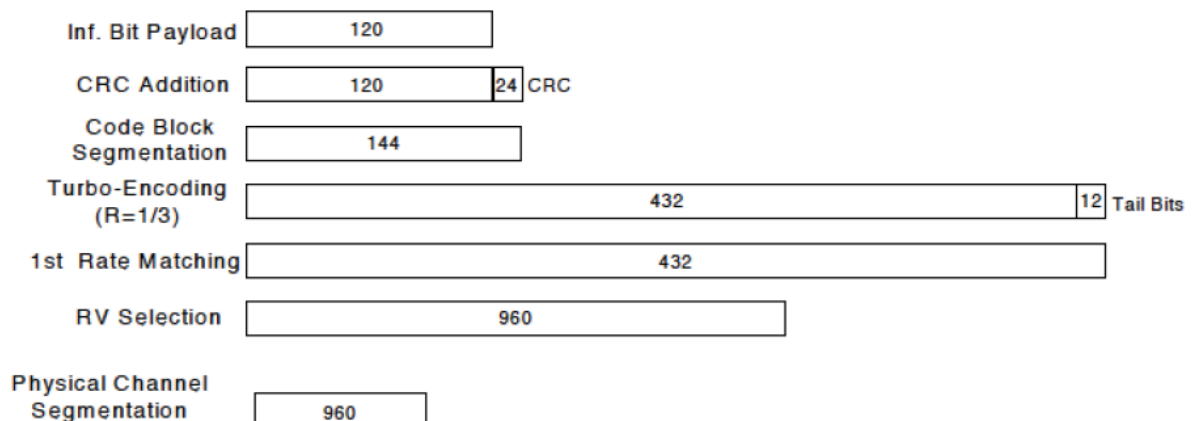 Inf. Bit Payload 120
CRC Addition 120 24 CRC
Code Block
Segmentation 144
Turbo-Encoding
(R=1/3) 432 12 Tail Bits
1st Rate Matching 432
RV Selection 960
Physical Channel
Segmentation 960